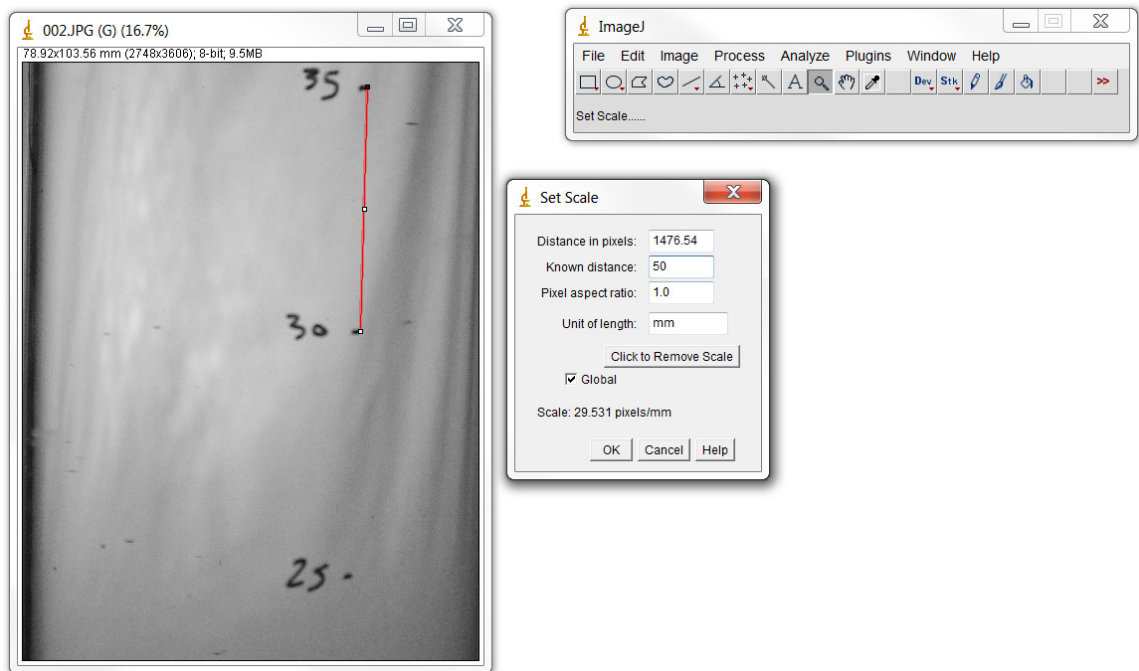 002.JPG (G) (16.7%)
78.92x103.56 mm (2748x3606); 8-bit; 9.5MB
35
30
25
ImageJ
File Edit Image Process Analyze Plugins Window Help
A Dev Stk >>
Set Scale......
Set Scale
Distance in pixels: 1476.54
Known distance: 50
Pixel aspect ratio: 1.0
Unit of length: mm
Click to Remove Scale
Global
Scale: 29.531 pixels/mm
OK Cancel Help